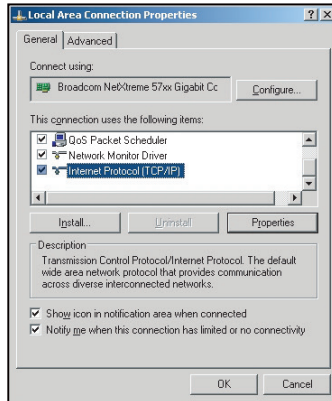 Local Area Connection Properties
General Advanced
Connect using:
Broadcom NetXtreme 57xx Gigabit Cc Configure...
This connection uses the following items:
QoS Packet Scheduler
Network Monitor Driver
Internet Protocol (TCP/IP)
Install... Uninstall Properties
Description
Transmission Control Protocol/Internet Protocol. The default
wide area network protocol that provides communication
across diverse interconnected networks.
Show icon in notification area when connected
Notify me when this connection has limited or no connectivity
OK Cancel